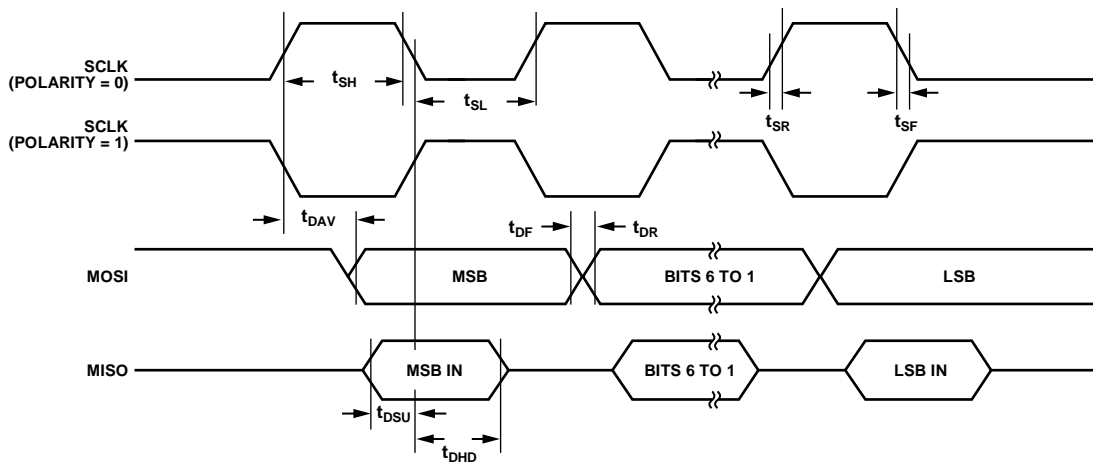 SCLK
(POLARITY = 0)
tSH
tSL
tSR
tSF
SCLK
(POLARITY = 1)
tDAV
tDF
tDR
MOSI
MSB
BITS 6 TO 1
LSB
MISO
MSB IN
BITS 6 TO 1
LSB IN
tDSU
tDHD